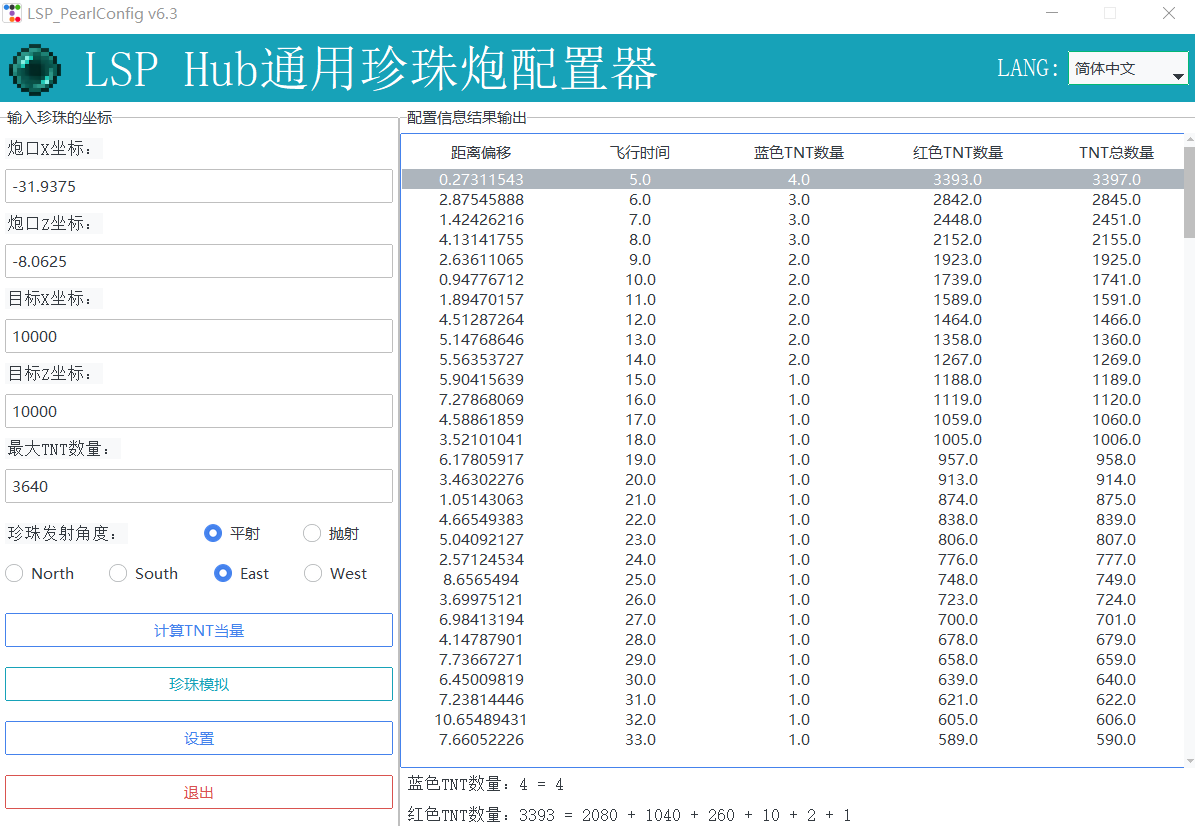 LSP_PearlConfig v6.3
LSP Hub通用珍珠炮配置器
LANG: 简体中文
输入珍珠的坐标
炮口X坐标:
-31.9375
炮口Z坐标:
-8.0625
目标X坐标:
10000
目标Z坐标:
10000
最大TNT数量:
3640
珍珠发射角度: 平射 抛射
North South East West
计算TNT当量
珍珠模拟
设置
退出
配置信息结果输出
距离偏移 飞行时间 蓝色TNT数量 红色TNT数量 TNT总数量
0.27311543 5.0 4.0 3393.0 3397.0
2.87545888 6.0 3.0 2842.0 2845.0
1.42426216 7.0 3.0 2448.0 2451.0
4.13141755 8.0 3.0 2152.0 2155.0
2.63611065 9.0 2.0 1923.0 1925.0
0.94776712 10.0 2.0 1739.0 1741.0
1.89470157 11.0 2.0 1589.0 1591.0
4.51287264 12.0 2.0 1464.0 1466.0
5.14768646 13.0 2.0 1358.0 1360.0
5.56353727 14.0 2.0 1267.0 1269.0
5.90415639 15.0 1.0 1188.0 1189.0
7.27868069 16.0 1.0 1119.0 1120.0
4.58861859 17.0 1.0 1059.0 1060.0
3.52101041 18.0 1.0 1005.0 1006.0
6.17805917 19.0 1.0 957.0 958.0
3.46302276 20.0 1.0 913.0 914.0
1.05143063 21.0 1.0 874.0 875.0
4.66549383 22.0 1.0 838.0 839.0
5.04092127 23.0 1.0 806.0 807.0
2.57124534 24.0 1.0 776.0 777.0
8.6565494 25.0 1.0 748.0 749.0
3.69975121 26.0 1.0 723.0 724.0
6.98413194 27.0 1.0 700.0 701.0
4.14787901 28.0 1.0 678.0 679.0
7.73667271 29.0 1.0 658.0 659.0
6.45009819 30.0 1.0 639.0 640.0
7.23814446 31.0 1.0 621.0 622.0
10.65489431 32.0 1.0 605.0 606.0
7.66052226 33.0 1.0 589.0 590.0
蓝色TNT数量: 4 = 4
红色TNT数量: 3393 = 2080 + 1040 + 260 + 10 + 2 + 1